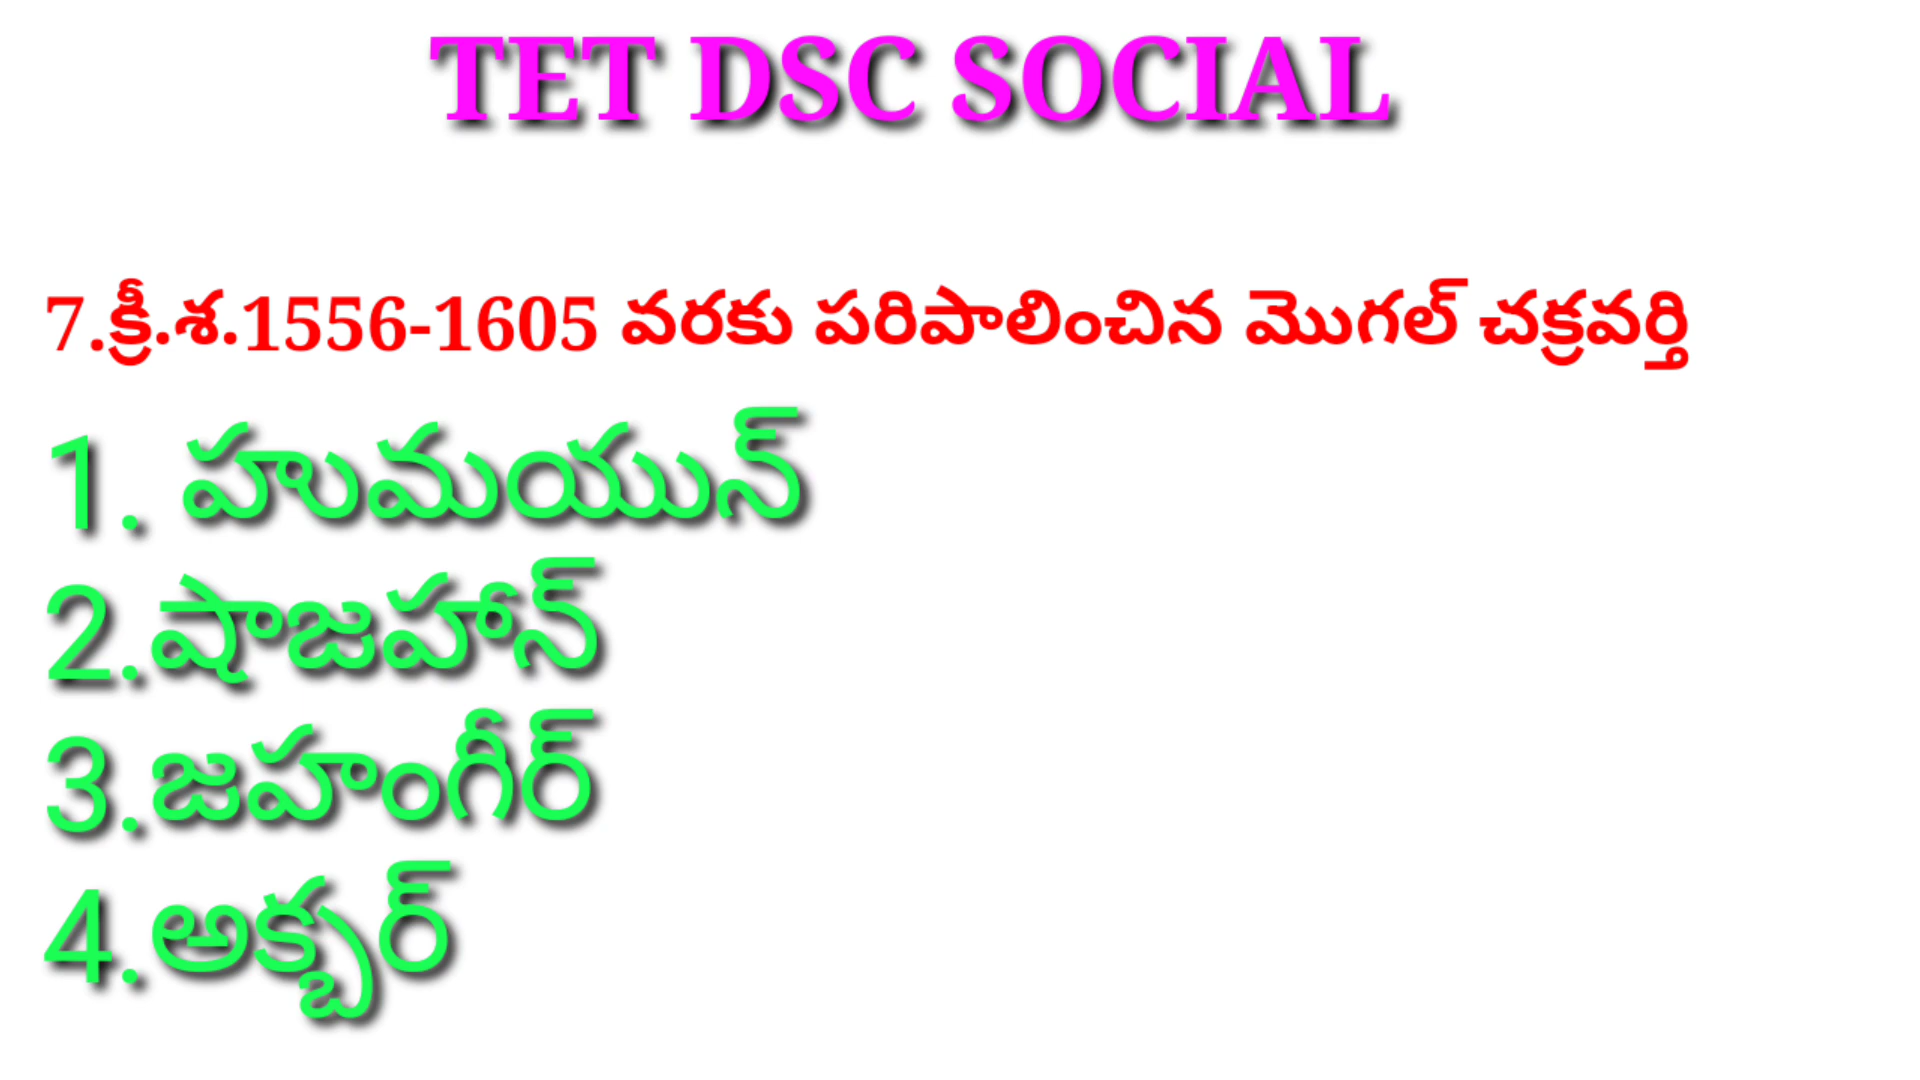 TET DSC SOCIAL
7.క్రీ.శ.1556-1605 వరకు పరిపాలించిన మొగల్ చక్రవర్తి
1. హుమయున్
2.షాజహాన్
3.జహంగీర్
4.అక్బర్